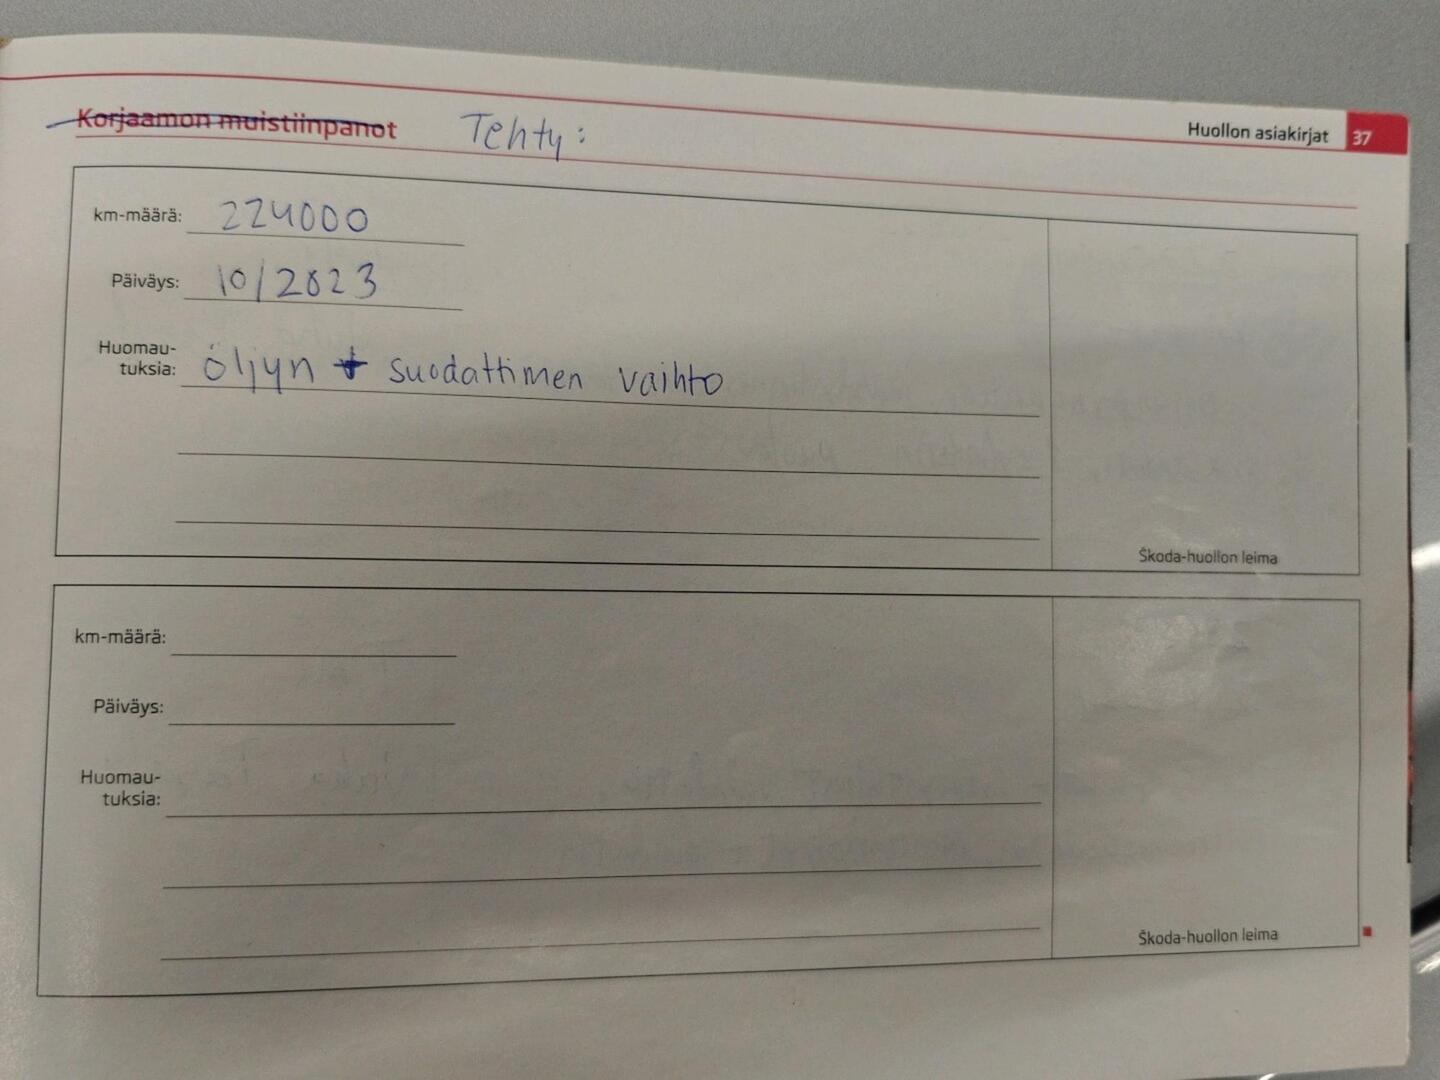 Korjaamon muistiinpanot Tehty:
Huollon asiakirjat 37
km-määrä: 224000
Päiväys: 10/2023
Huomau-
tuksia: öljyn + suodattimen vaihto
Škoda-huollon leima
km-määrä:
Päiväys:
Huomau-
tuksia:
Škoda-huollon leima